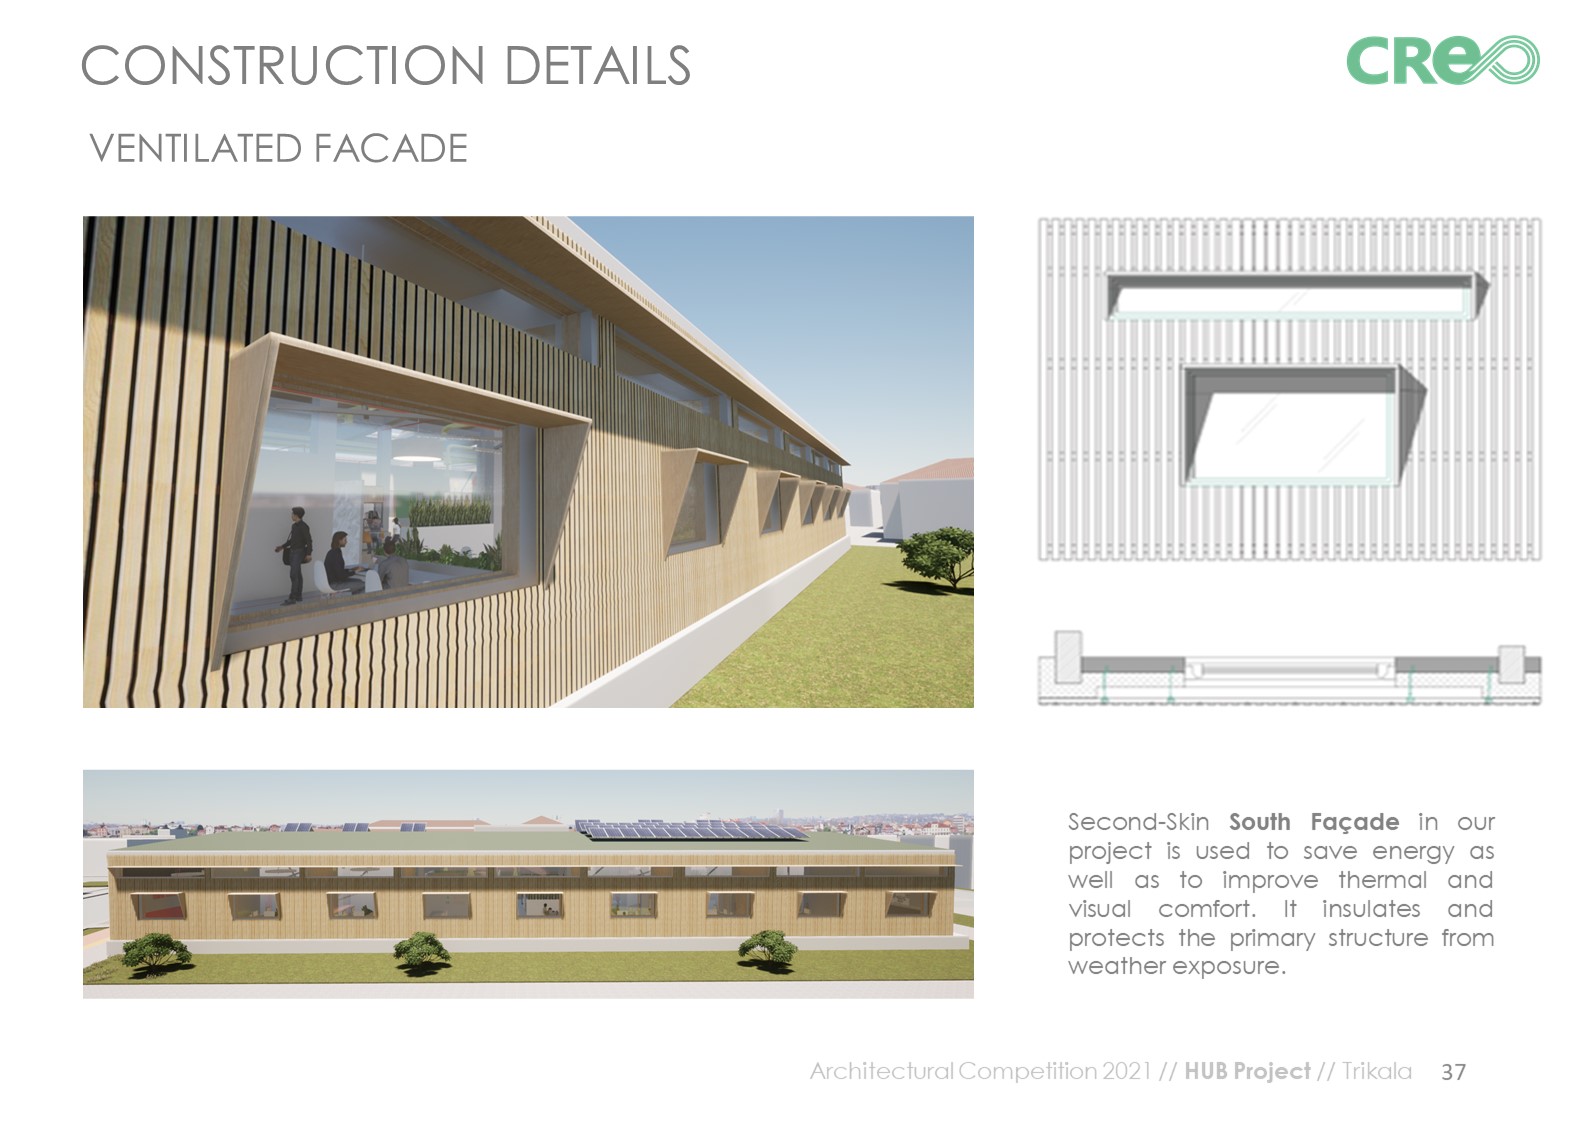 CONSTRUCTION DETAILS
CREO
VENTILATED FACADE
Second-Skin South Façade in our
project is used to save energy as
well as to improve thermal and
visual comfort. It insulates and
protects the primary structure from
weather exposure.
Architectural Competition 2021 // HUB Project // Trikala 37